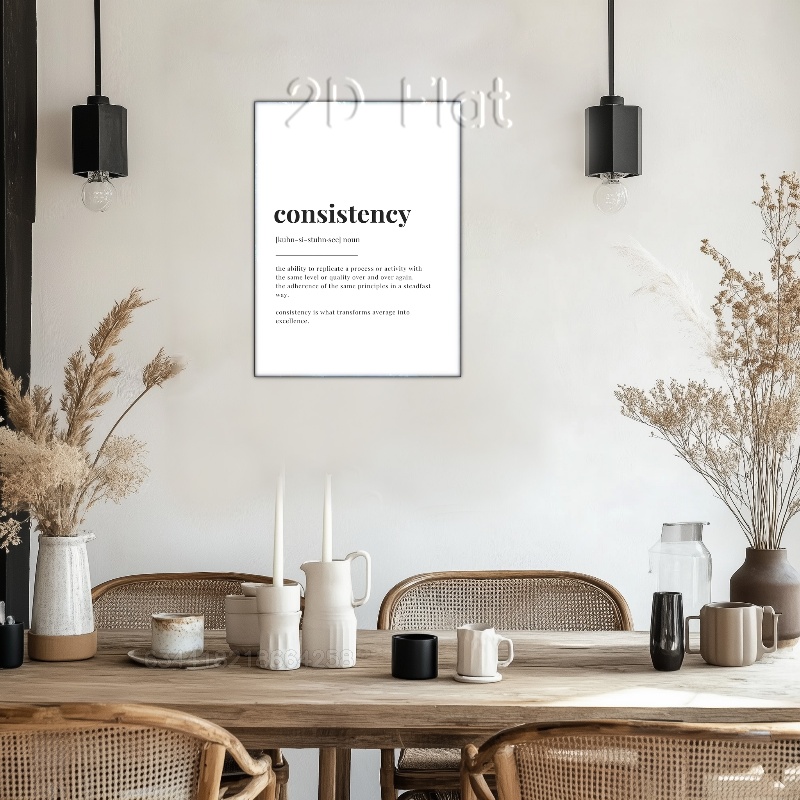 2D Flat
consistency
[kuhn-si-stuhn-see] noun
the ability to replicate a process or activity with
the same level or quality over and over again.
the adherence of the same principles in a steadfast
way.
consistency is what transforms average into
excellence.